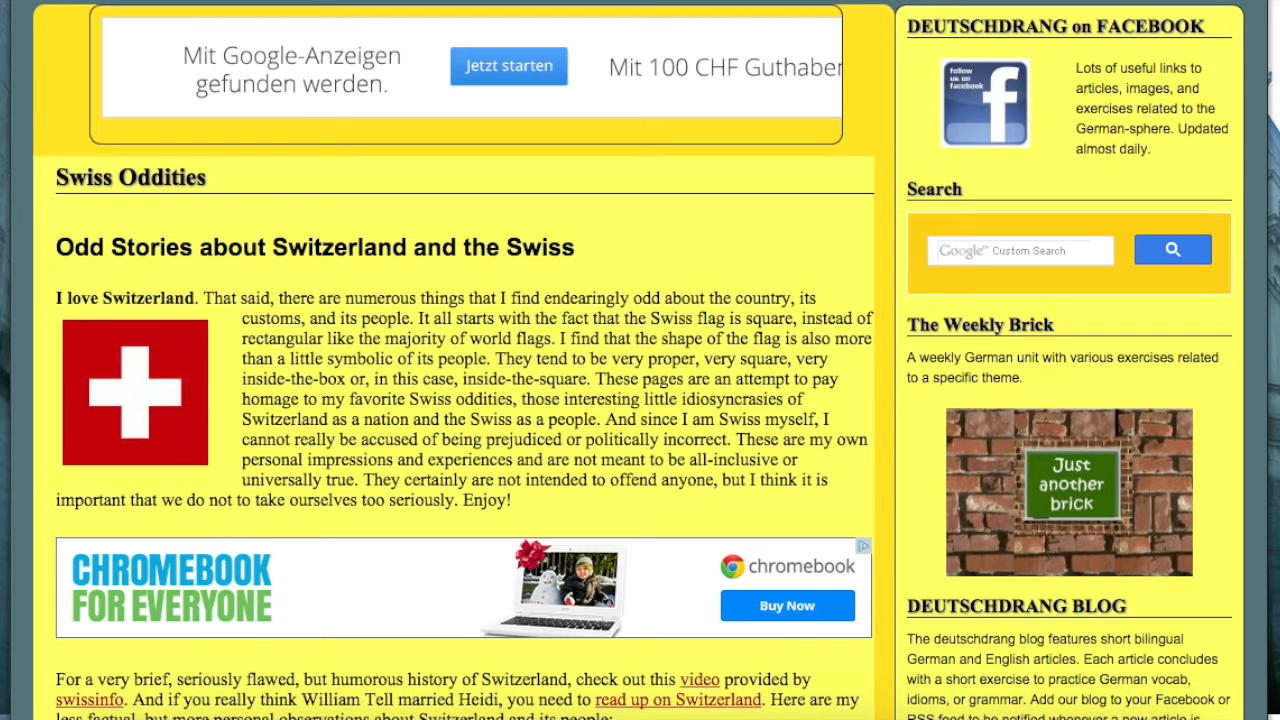 Mit Google-Anzeigen
gefunden werden.
Jetzt starten
Mit 100 CHF Guthaber
Swiss Oddities
Odd Stories about Switzerland and the Swiss
I love Switzerland. That said, there are numerous things that I find endearingly odd about the country, its
customs, and its people. It all starts with the fact that the Swiss flag is square, instead of
rectangular like the majority of world flags. I find that the shape of the flag is also more
than a little symbolic of its people. They tend to be very proper, very square, very
inside-the-box or, in this case, inside-the-square. These pages are an attempt to pay
homage to my favorite Swiss oddities, those interesting little idiosyncrasies of
Switzerland as a nation and the Swiss as a people. And since I am Swiss myself, I
cannot really be accused of being prejudiced or politically incorrect. These are my own
personal impressions and experiences and are not meant to be all-inclusive or
universally true. They certainly are not intended to offend anyone, but I think it is
important that we do not to take ourselves too seriously. Enjoy!
CHROMEBOOK
FOR EVERYONE
chromebook
Buy Now
For a very brief, seriously flawed, but humorous history of Switzerland, check out this video provided by
swissinfo. And if you really think William Tell married Heidi, you need to read up on Switzerland. Here are my
less factual, but more personal observations about Switzerland and its people:
DEUTSCHDRANG on FACEBOOK
follow
us on
facebook
f
Lots of useful links to
articles, images, and
exercises related to the
German-sphere. Updated
almost daily.
Search
Google™ Custom Search
The Weekly Brick
A weekly German unit with various exercises related
to a specific theme.
Just
another
brick
DEUTSCHDRANG BLOG
The deutschdrang blog features short bilingual
German and English articles. Each article concludes
with a short exercise to practice German vocab,
idioms, or grammar. Add our blog to your Facebook or
RSS feed to be notified whenever a new article is